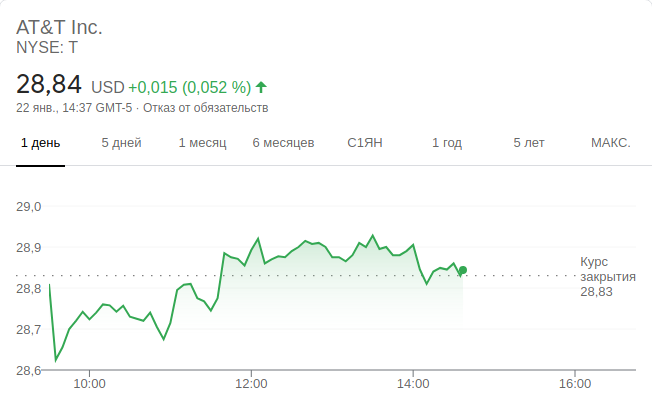 AT&T Inc.
NYSE: T
28,84 USD +0,015 (0,052 %)
22 янв., 14:37 GMT-5 · Отказ от обязательств
1 день 5 дней 1 месяц 6 месяцев С1ЯН 1 год 5 лет МАКС.
29,0
28,9
28,8
28,7
28,6
Курс
закрытия
28,83
10:00 12:00 14:00 16:00